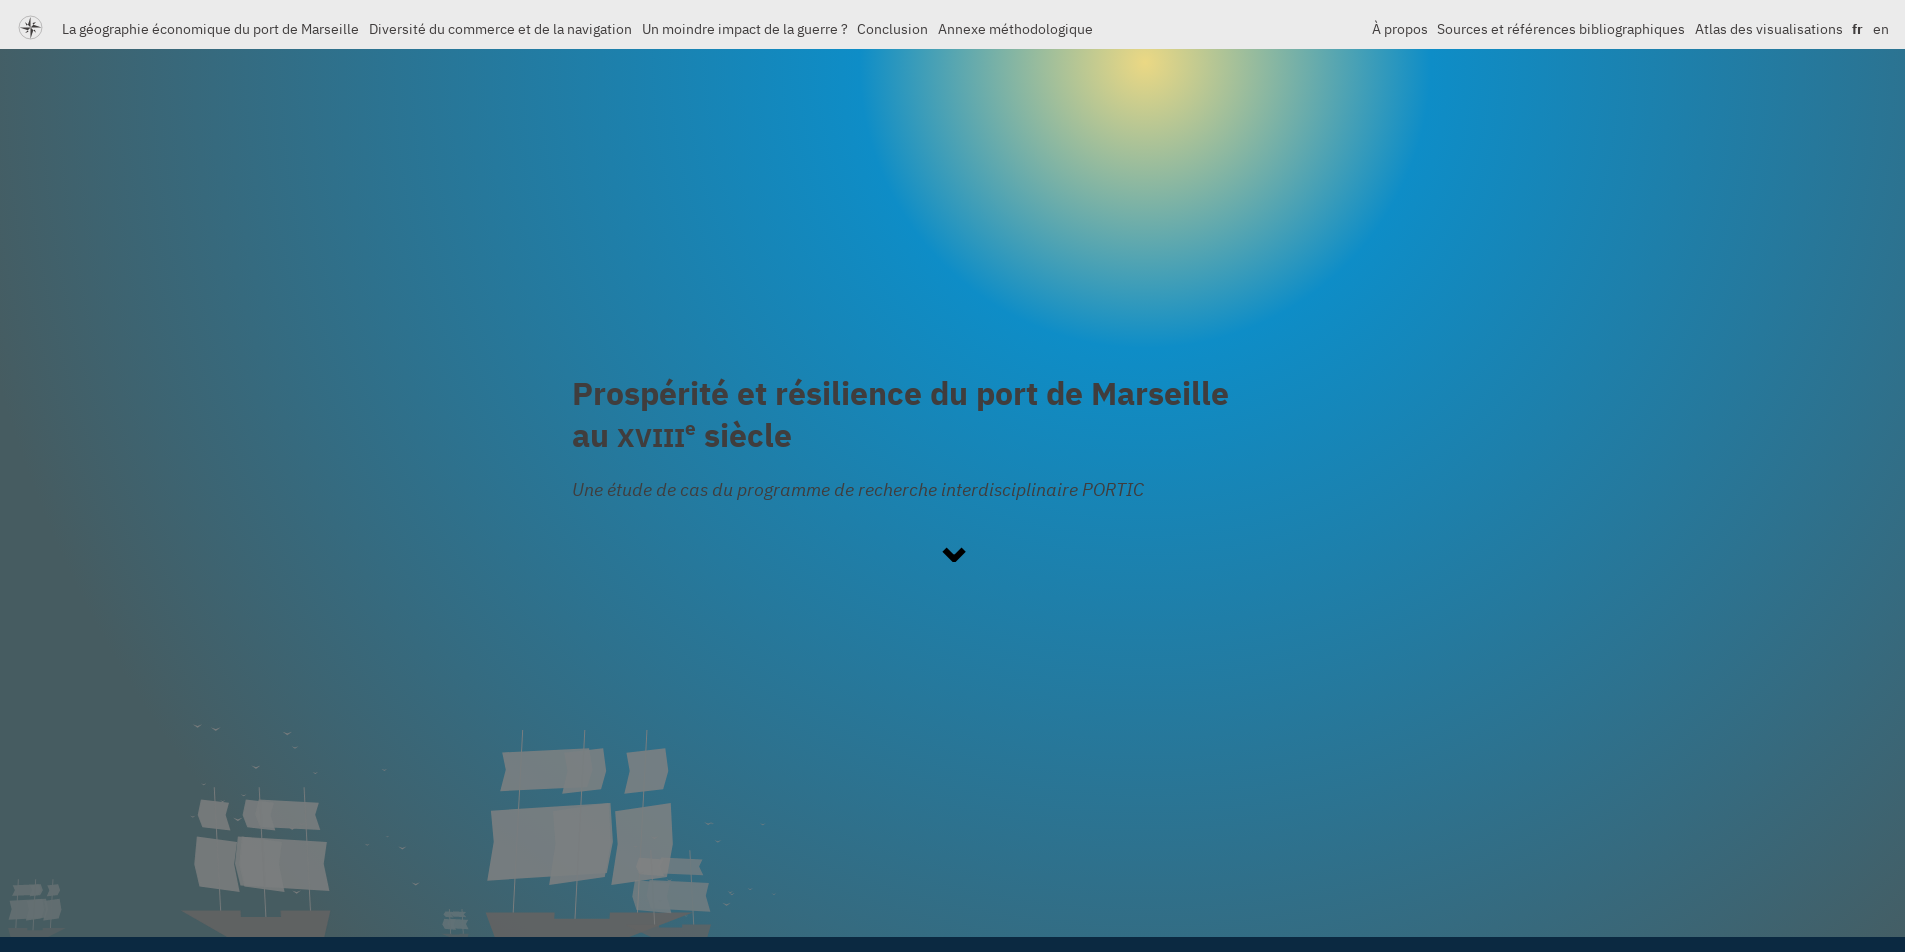 La géographie économique du port de Marseille Diversité du commerce et de la navigation Un moindre impact de la guerre ? Conclusion Annexe méthodologique À propos Sources et références bibliographiques Atlas des visualisations fr en
Prospérité et résilience du port de Marseille
au XVIIIe siècle
Une étude de cas du programme de recherche interdisciplinaire PORTIC